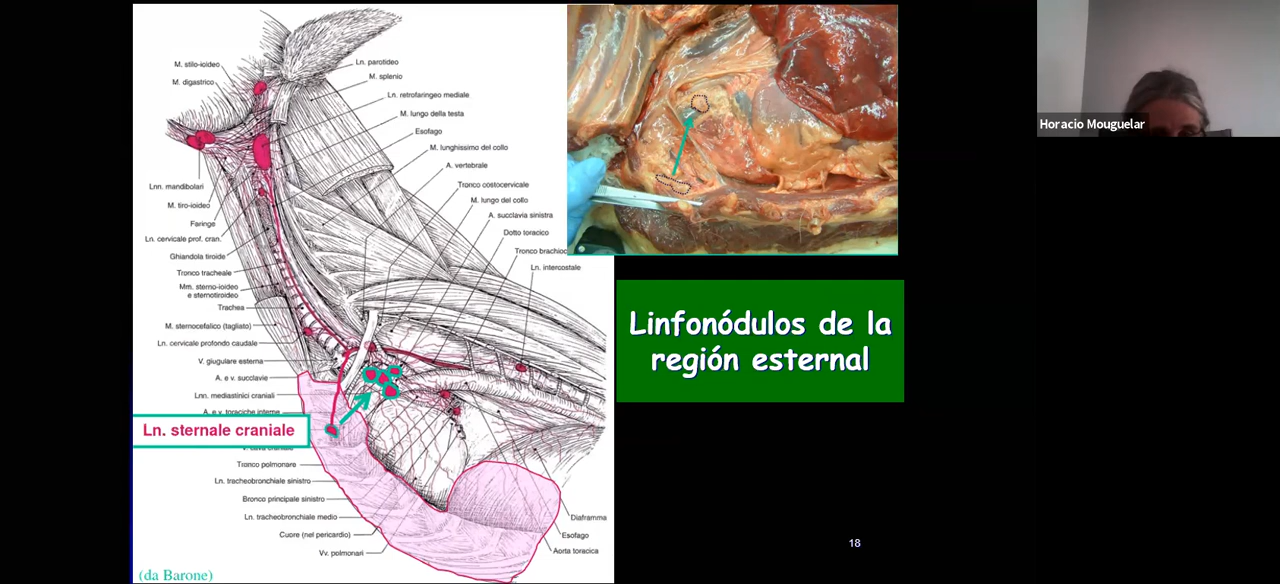 M. stilo-ioideo
M. digastrico
Lnn. mandibolari
M. tiro-ioideo
Faringe
Ln. cervicale prof. cran.
Ghiandola tiroide
Tronco tracheale
Mm. sterno-ioideo
e sternotiroideo
Trachea
M. sternocefalico (tagliato)
Ln. cervicale profondo caudale
V. giugulare esterna
A. e v. succlavie
Lnn. mediastinici craniali
A. e v. toraciche interne
Ln. sternale craniale
Tronco polmonare
Ln. tracheobronchiale sinistro
Bronco principale sinistro
Ln. tracheobronchiale medio
Cuore (nel pericardio)
Vv. polmonari
(da Barone)
Ln. parotideo
M. splenio
Ln. retrofaringeo mediale
M. lungo della testa
Esofago
M. lunghissimo del collo
A. vertebrale
Tronco costocervicale
M. lungo del collo
A. succlavia sinistra
Dotto toracico
Tronco brachioc
Ln. intercostale
Diaframma
Esofago
Aorta toracica
Linfonódulos de la
región esternal
18
Horacio Mouguelar